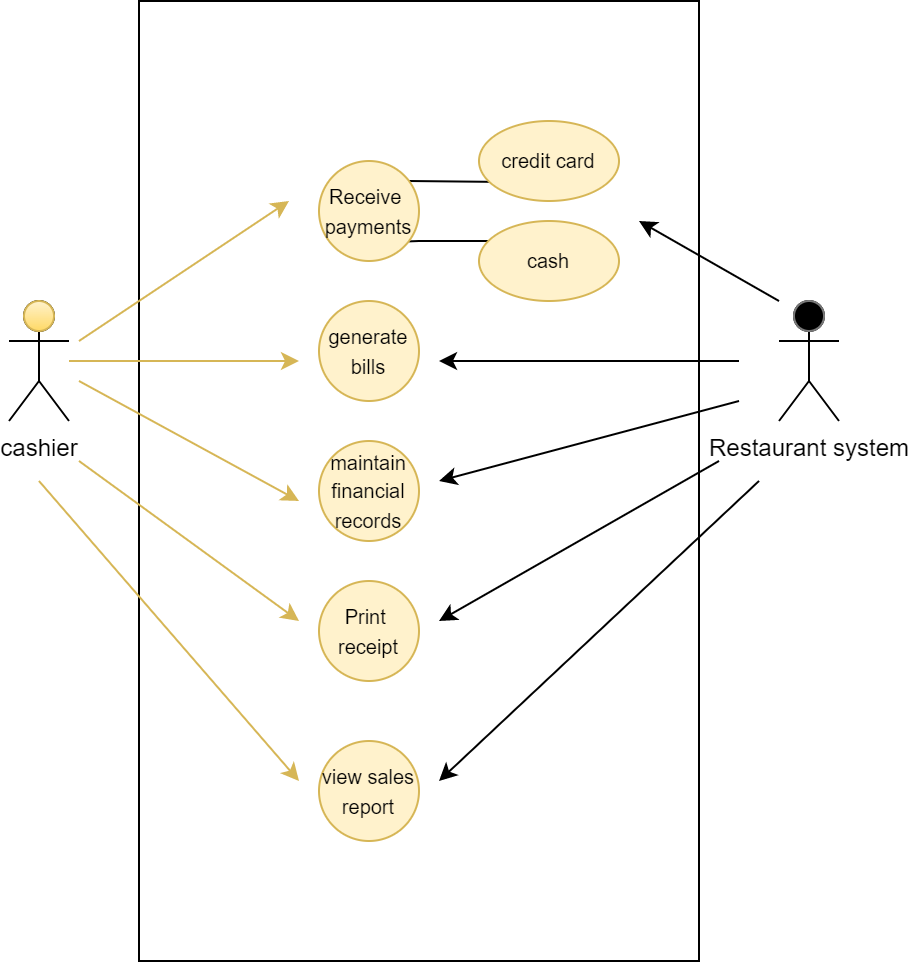 credit card
Receive
payments
cash
generate
bills
cashier
Restaurant system
maintain
financial
records
Print
receipt
view sales
report